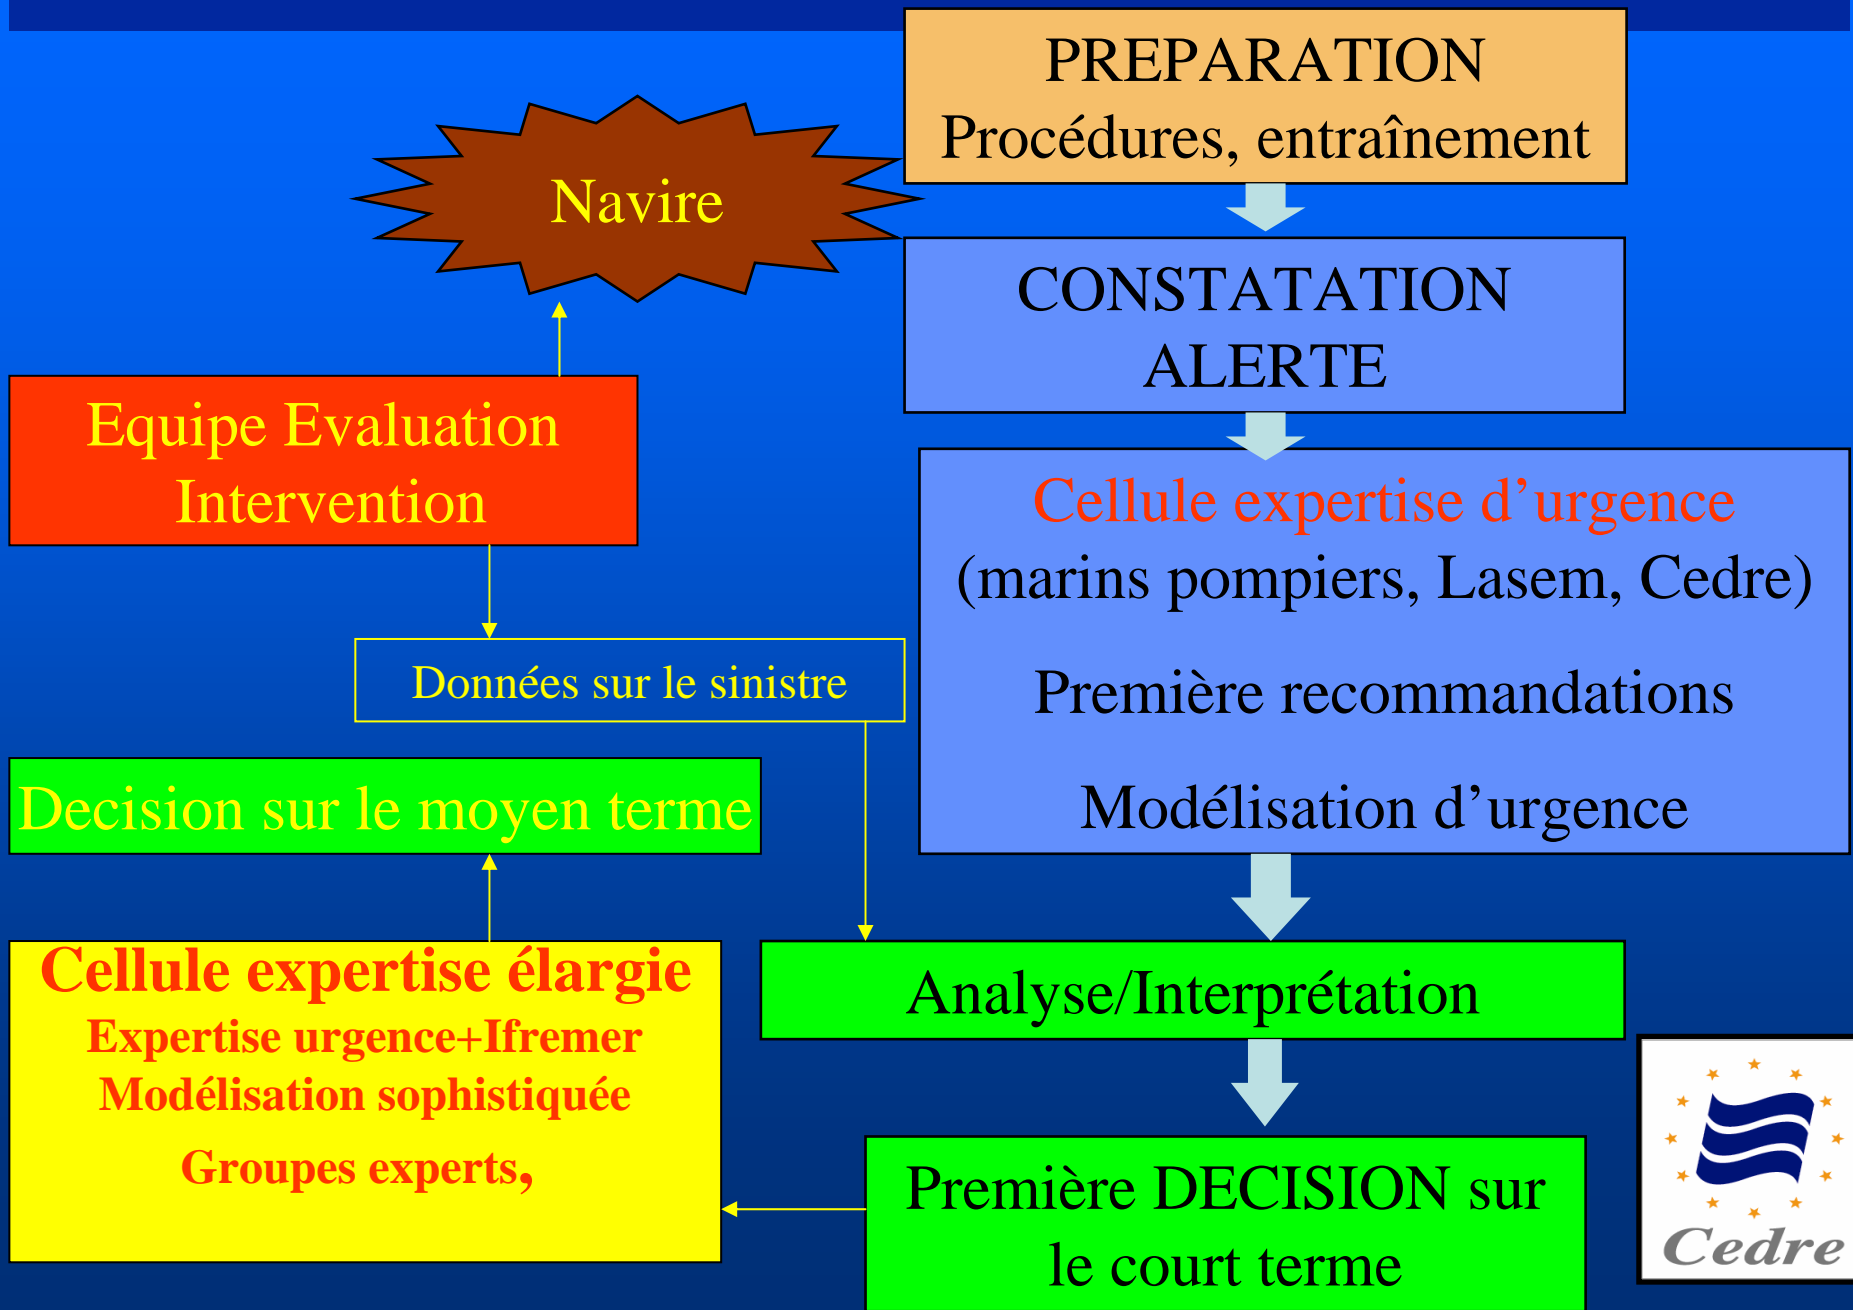 PREPARATION
Procédures, entraînement
Navire
CONSTATATION
ALERTE
Equipe Evaluation
Intervention
Cellule expertise d’urgence
(marins pompiers, Lasem, Cedre)
Première recommandations
Modélisation d’urgence
Données sur le sinistre
Decision sur le moyen terme
Cellule expertise élargie
Expertise urgence+Ifremer
Modélisation sophistiquée
Groupes experts,
Analyse/Interprétation
Première DECISION sur
le court terme
Cedre